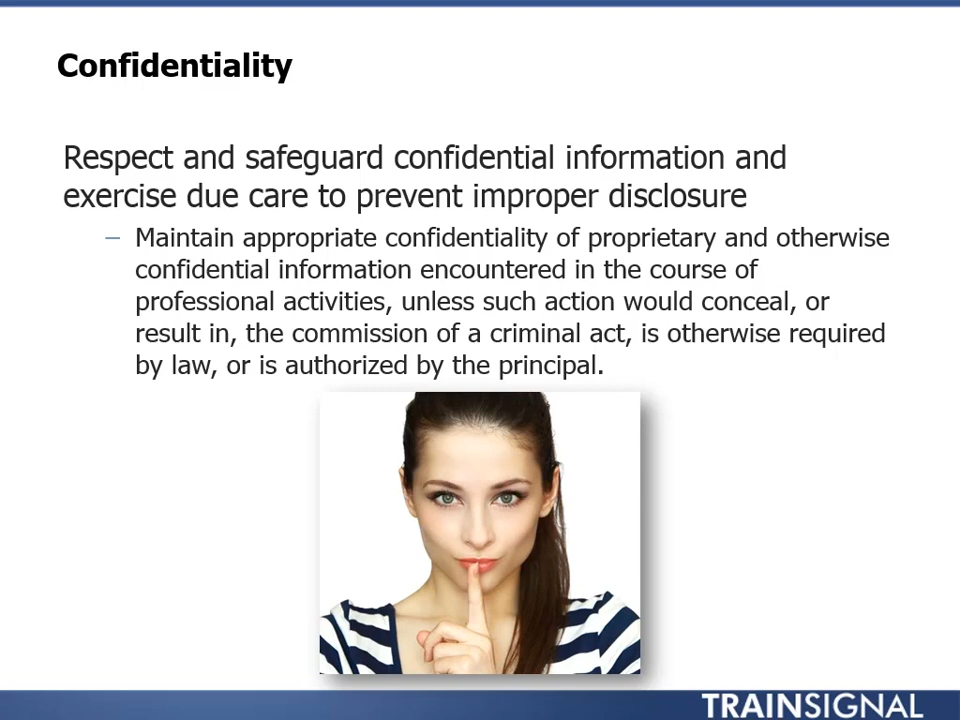 Confidentiality
Respect and safeguard confidential information and
exercise due care to prevent improper disclosure
– Maintain appropriate confidentiality of proprietary and otherwise
confidential information encountered in the course of
professional activities, unless such action would conceal, or
result in, the commission of a criminal act, is otherwise required
by law, or is authorized by the principal.
TRAINSIGNAL